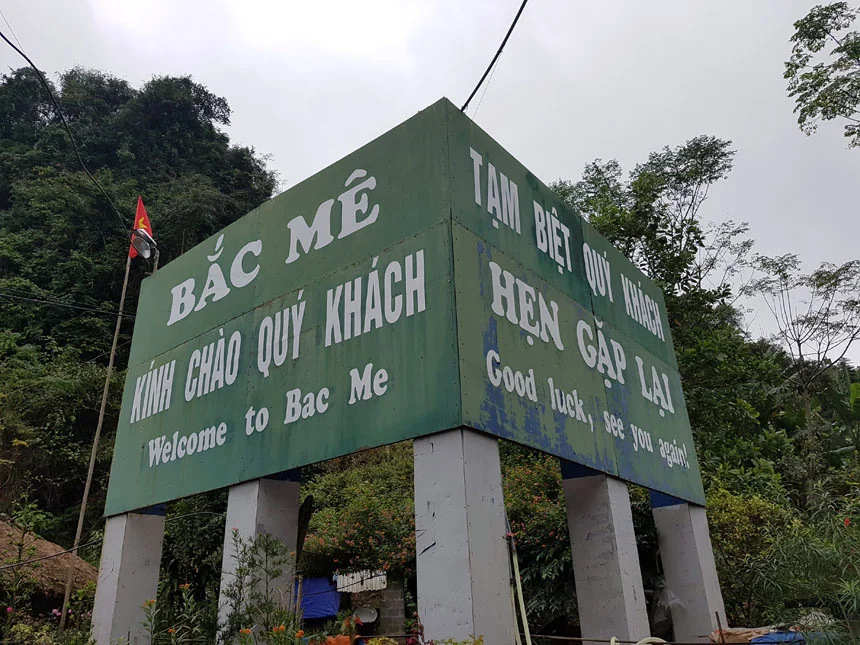 BẮC MÊ
KÍNH CHÀO QUÝ KHÁCH
Welcome to Bac Me
TẠM BIỆT QUÝ KHÁCH
HẸN GẶP LẠI
Good luck, see you again!